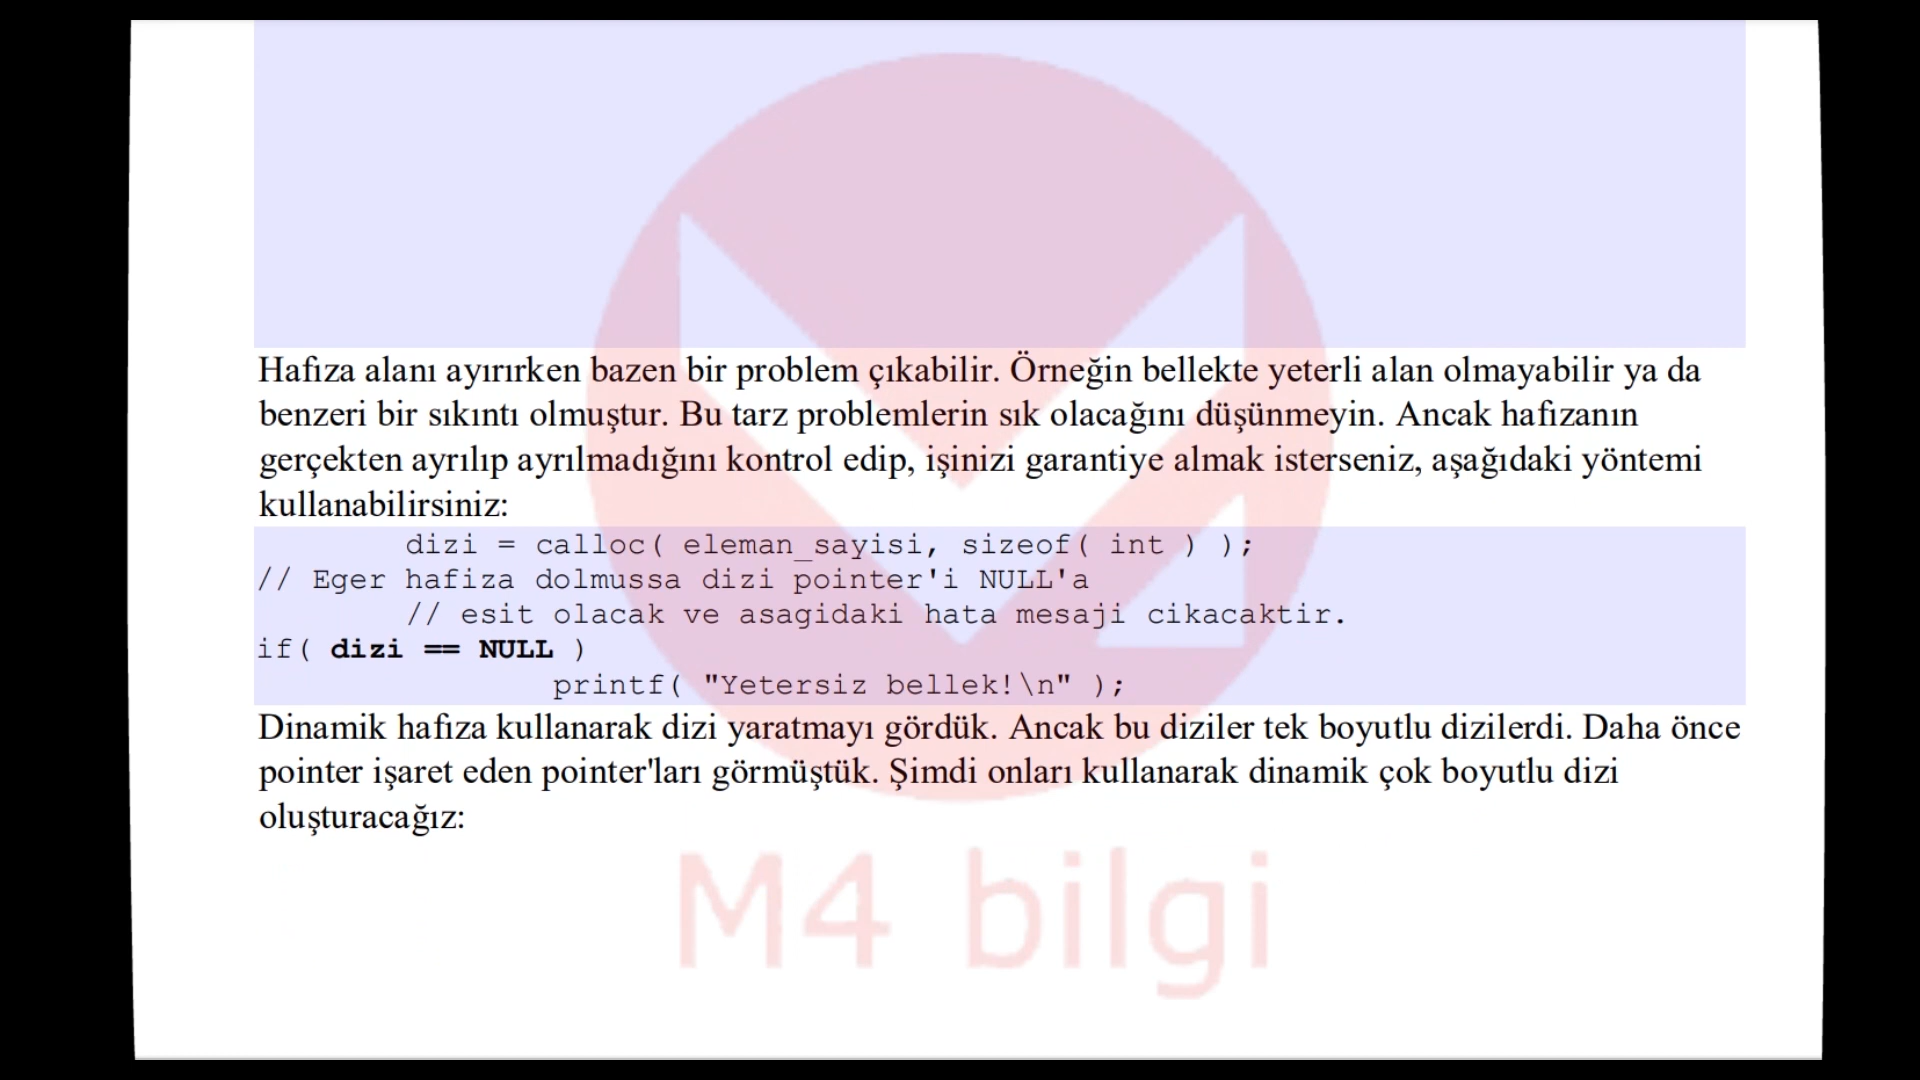 Hafıza alanı ayırırken bazen bir problem çıkabilir. Örneğin bellekte yeterli alan olmayabilir ya da
benzeri bir sıkıntı olmuştur. Bu tarz problemlerin sık olacağını düşünmeyin. Ancak hafızanın
gerçekten ayrılıp ayrılmadığını kontrol edip, işinizi garantiye almak isterseniz, aşağıdaki yöntemi
kullanabilirsiniz:
dizi = calloc( eleman_sayisi, sizeof( int ) );
// Eger hafiza dolmussa dizi pointer'i NULL'a
// esit olacak ve asagidaki hata mesaji cikacaktir.
if( dizi == NULL )
printf( "Yetersiz bellek!\n" );
Dinamik hafıza kullanarak dizi yaratmayı gördük. Ancak bu diziler tek boyutlu dizilerdi. Daha önce
pointer işaret eden pointer'ları görmüştük. Şimdi onları kullanarak dinamik çok boyutlu dizi
oluşturacağız:
M4 bilgi